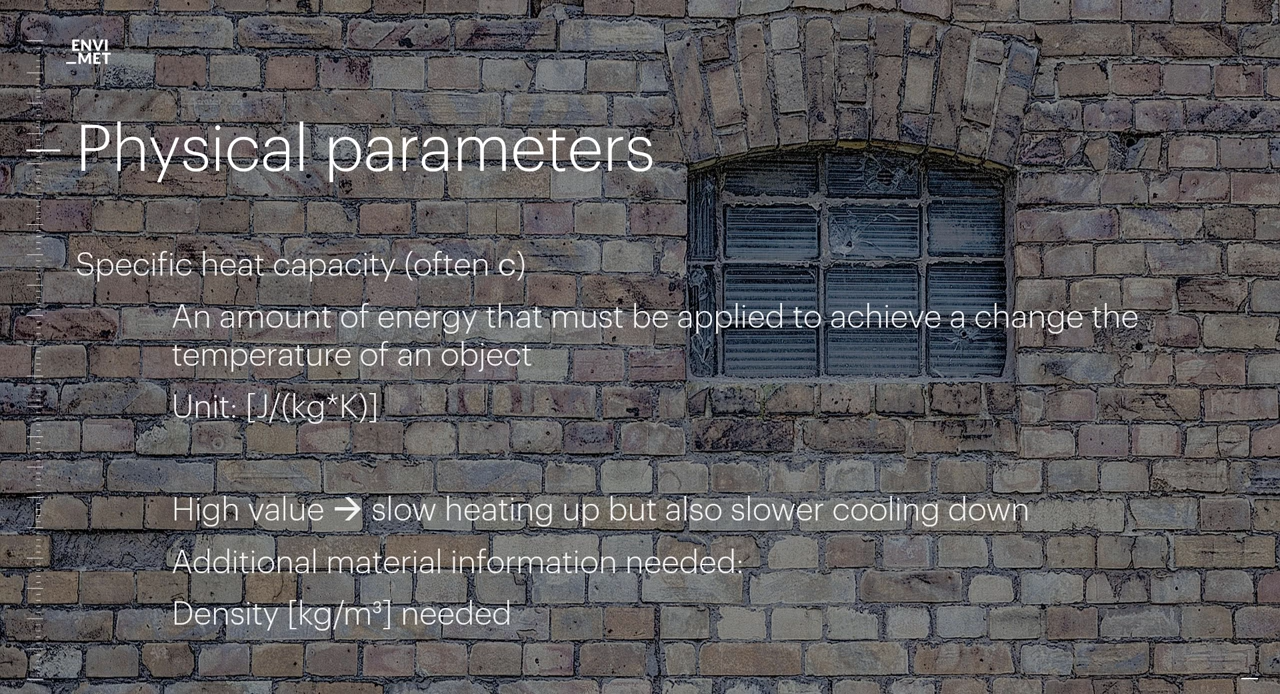 ENVI
_MET
Physical parameters
Specific heat capacity (often c)
An amount of energy that must be applied to achieve a change the
temperature of an object
Unit: [J/(kg*K)]
High value → slow heating up but also slower cooling down
Additional material information needed:
Density [kg/m³] needed